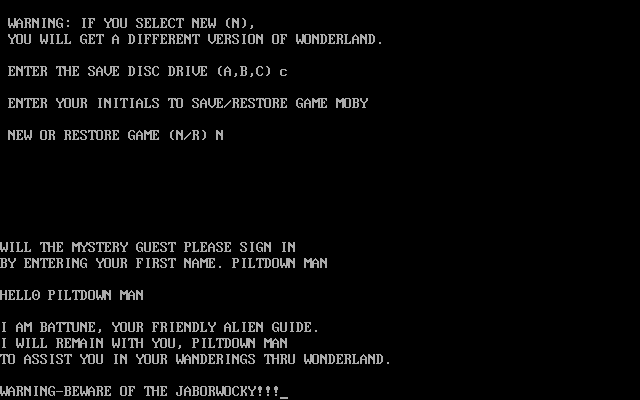 WARNING: IF YOU SELECT NEW (N),
YOU WILL GET A DIFFERENT VERSION OF WONDERLAND.
ENTER THE SAVE DISC DRIVE (A,B,C) c
ENTER YOUR INITIALS TO SAVE/RESTORE GAME MOBY
NEW OR RESTORE GAME (N/R) N
WILL THE MYSTERY GUEST PLEASE SIGN IN
BY ENTERING YOUR FIRST NAME. PILTDOWN MAN
HELLO PILTDOWN MAN
I AM BATTUNE, YOUR FRIENDLY ALIEN GUIDE.
I WILL REMAIN WITH YOU, PILTDOWN MAN
TO ASSIST YOU IN YOUR WANDERINGS THRU WONDERLAND.
WARNING-BEWARE OF THE JABORWOCKY!!!_